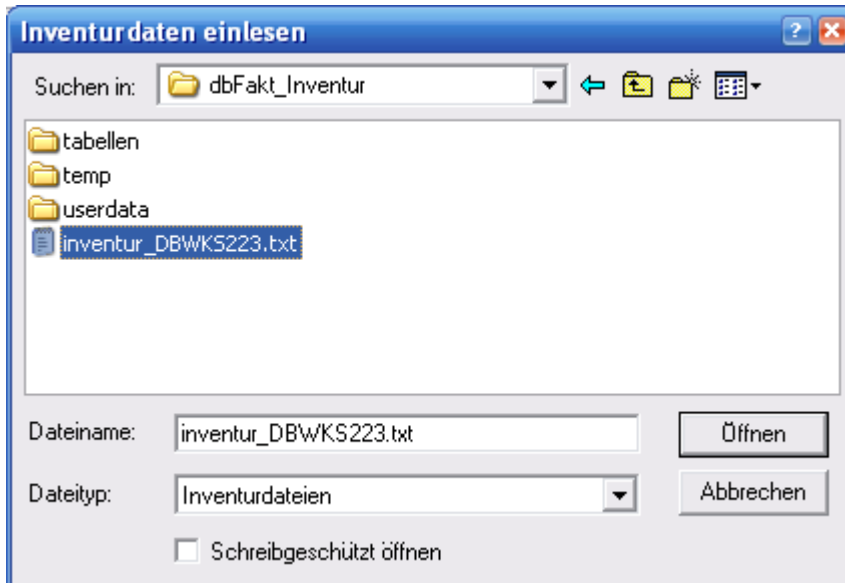 Inventurdaten einlesen
Suchen in: dbFakt_Inventur
tabellen
temp
userdata
inventur_DBWKS223.txt
Dateiname: inventur_DBWKS223.txt Öffnen
Dateityp: Inventurdateien Abbrechen
Schreibgeschützt öffnen